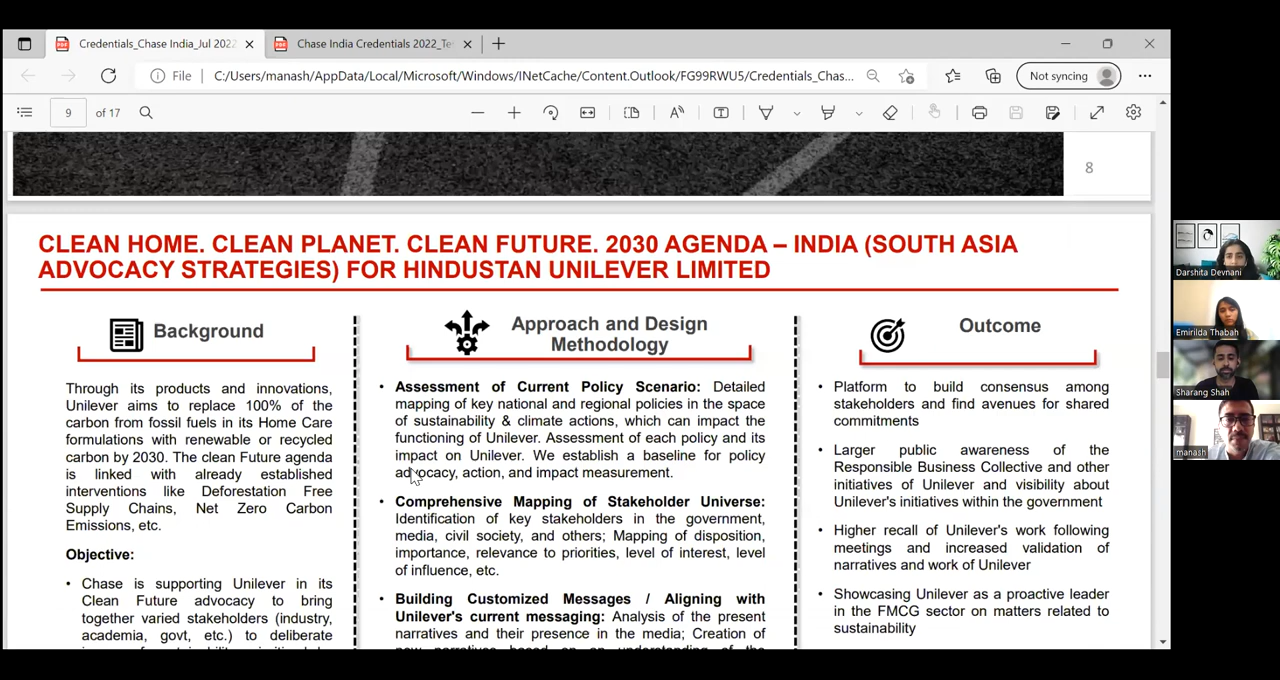 Credentials_Chase India_Jul 2022
Chase India Credentials 2022_Te
File
C:/Users/manash/AppData/Local/Microsoft/Windows/INetCache/Content.Outlook/FG99RWU5/Credentials_Chas...
Not syncing
9 of 17
8
CLEAN HOME. CLEAN PLANET. CLEAN FUTURE. 2030 AGENDA – INDIA (SOUTH ASIA
ADVOCACY STRATEGIES) FOR HINDUSTAN UNILEVER LIMITED
Background
Through its products and innovations,
Unilever aims to replace 100% of the
carbon from fossil fuels in its Home Care
formulations with renewable or recycled
carbon by 2030. The clean Future agenda
is linked with already established
interventions like Deforestation Free
Supply Chains, Net Zero Carbon
Emissions, etc.
Objective:
• Chase is supporting Unilever in its
Clean Future advocacy to bring
together varied stakeholders (industry,
academia, govt, etc.) to deliberate
Approach and Design
Methodology
• Assessment of Current Policy Scenario: Detailed
mapping of key national and regional policies in the space
of sustainability & climate actions, which can impact the
functioning of Unilever. Assessment of each policy and its
impact on Unilever. We establish a baseline for policy
advocacy, action, and impact measurement.
• Comprehensive Mapping of Stakeholder Universe:
Identification of key stakeholders in the government,
media, civil society, and others; Mapping of disposition,
importance, relevance to priorities, level of interest, level
of influence, etc.
• Building Customized Messages / Aligning with
Unilever's current messaging: Analysis of the present
narratives and their presence in the media; Creation of
Outcome
• Platform to build consensus among
stakeholders and find avenues for shared
commitments
• Larger public awareness of the
Responsible Business Collective and other
initiatives of Unilever and visibility about
Unilever's initiatives within the government
• Higher recall of Unilever's work following
meetings and increased validation of
narratives and work of Unilever
• Showcasing Unilever as a proactive leader
in the FMCG sector on matters related to
sustainability
Darshita Devnani
Emirilda Thabah
Sharang Shah
manash